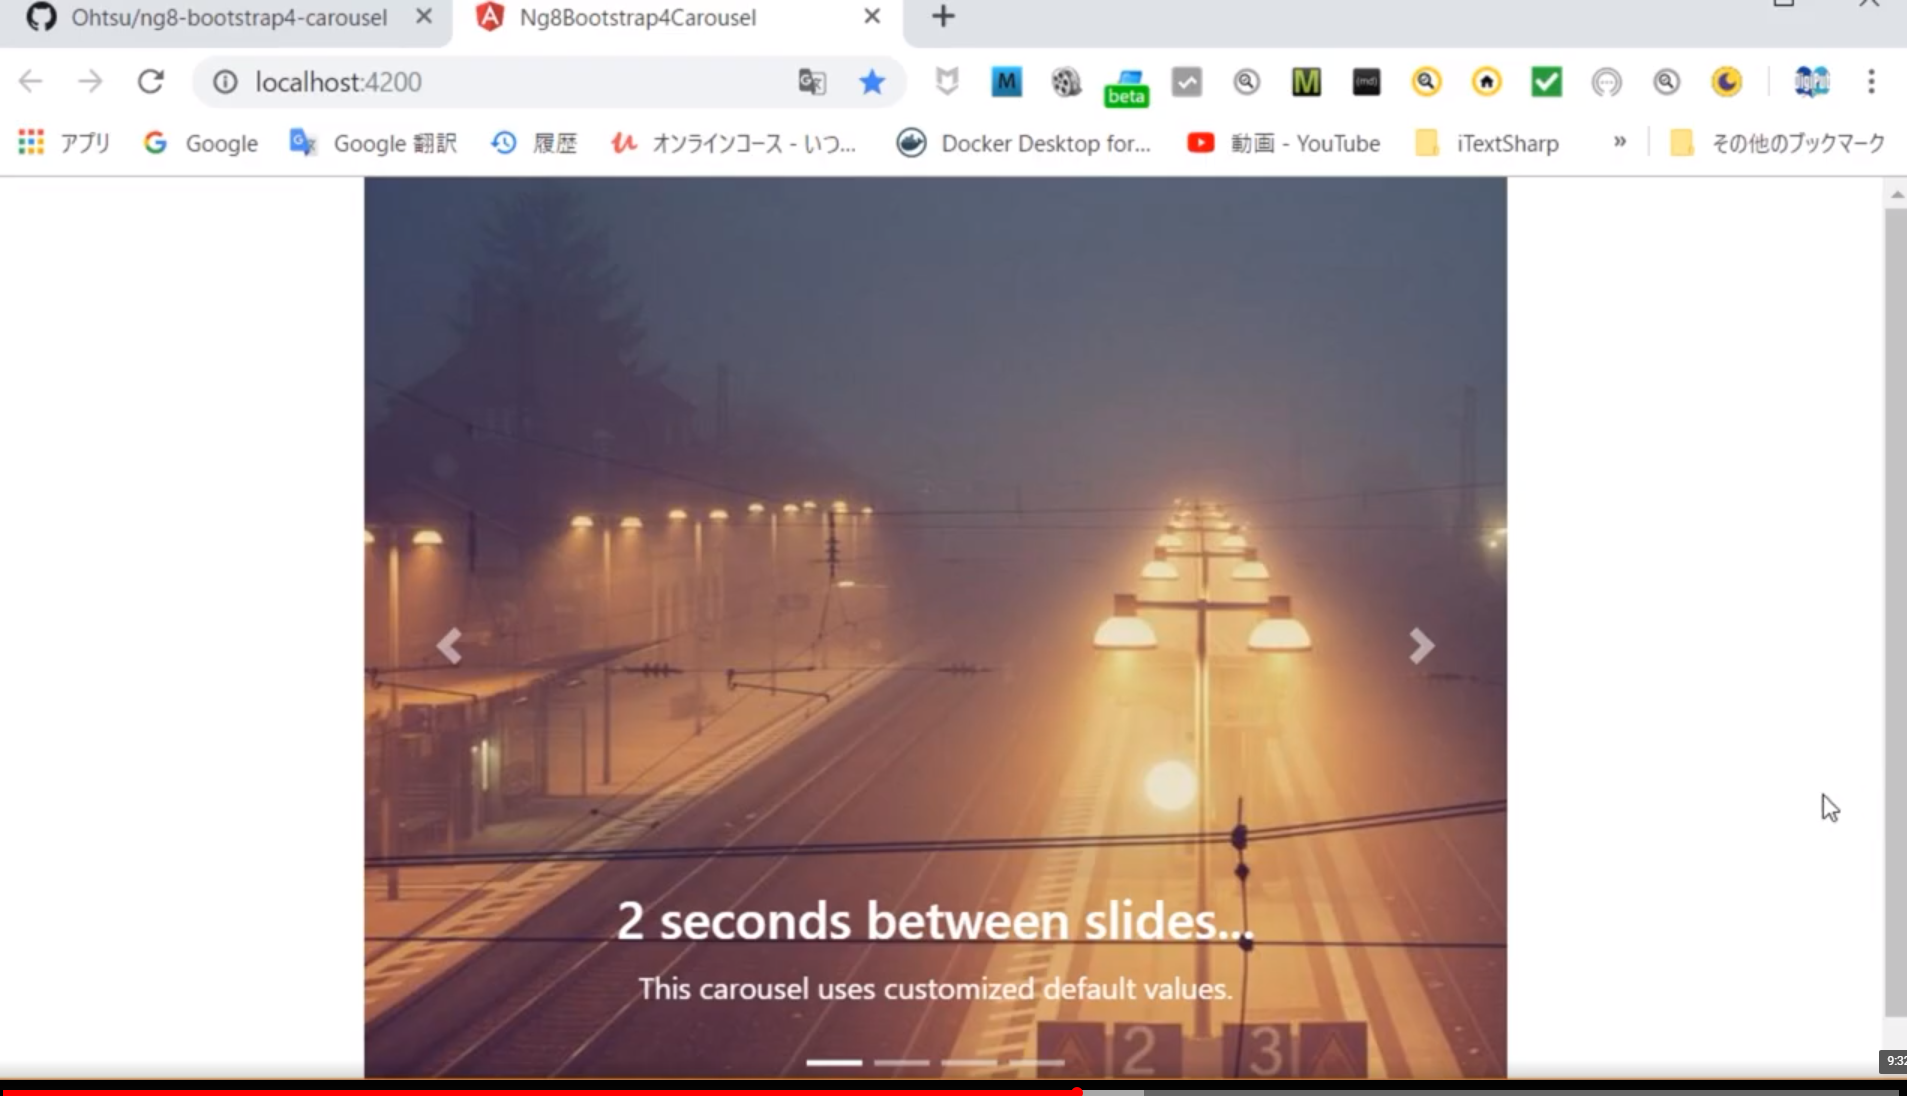 Ohtsu/ng8-bootstrap4-carousel
Ng8Bootstrap4Carousel
localhost:4200
M
beta
M
(md)
アプリ
Google
Google 翻訳
履歴
オンラインコース - いつ...
Docker Desktop for...
動画 - YouTube
iTextSharp
»
その他のブックマーク
2 seconds between slides...
This carousel uses customized default values.
2 3